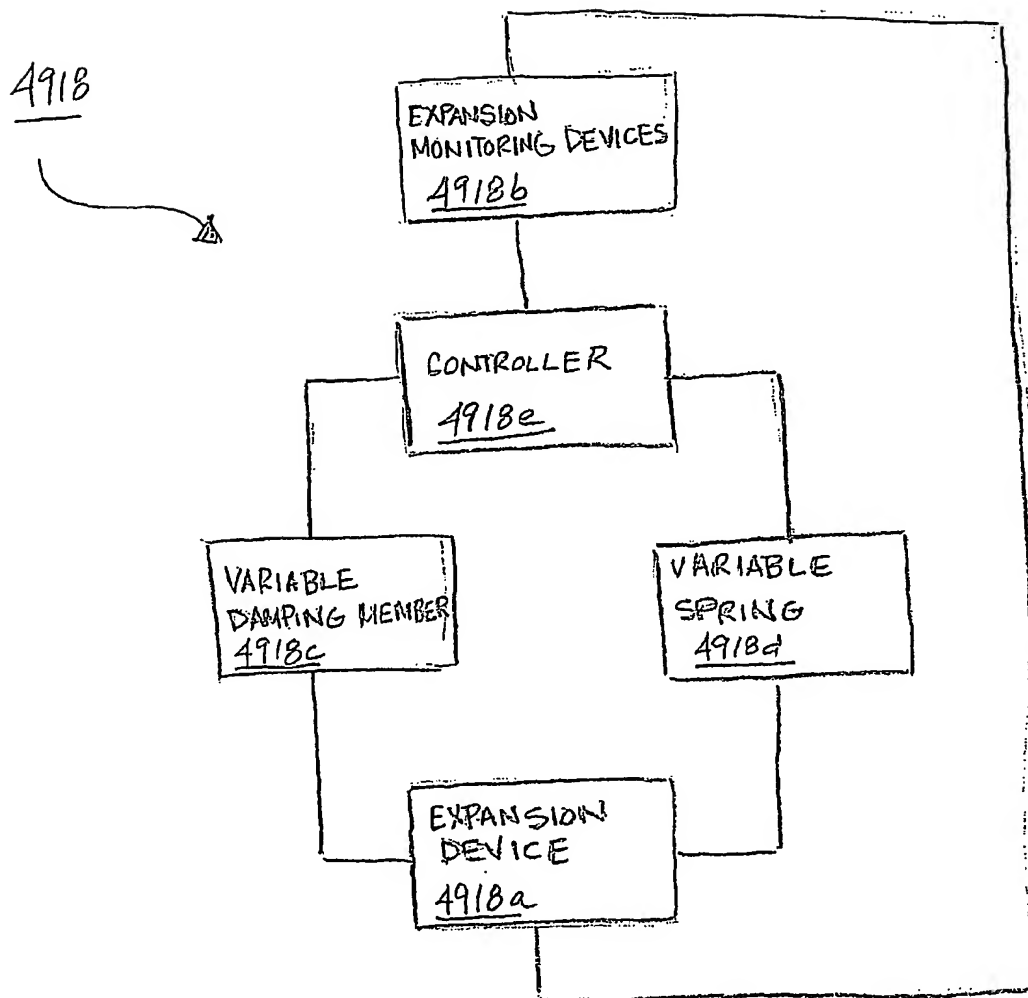 4918
EXPANSION
MONITORING DEVICES
4918b
CONTROLLER
4918e
VARIABLE
DAMPING MEMBER
4918c
VARIABLE
SPRING
4918d
EXPANSION
DEVICE
4918a